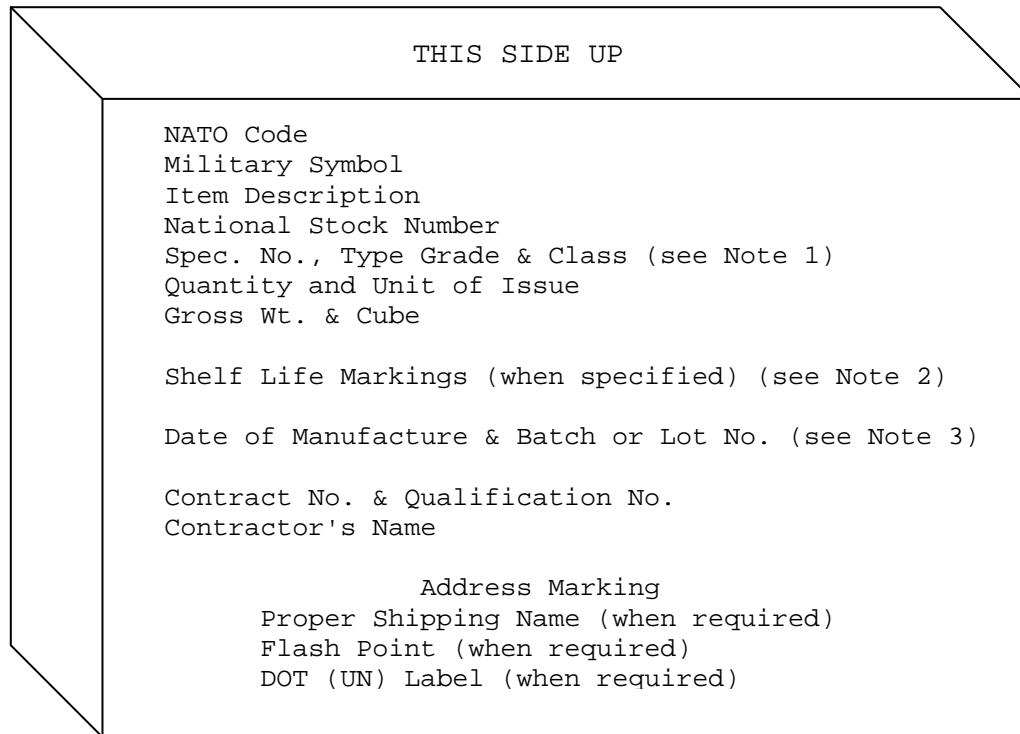 THIS SIDE UP
NATO Code
Military Symbol
Item Description
National Stock Number
Spec. No., Type Grade & Class (see Note 1)
Quantity and Unit of Issue
Gross Wt. & Cube
Shelf Life Markings (when specified) (see Note 2)
Date of Manufacture & Batch or Lot No. (see Note 3)
Contract No. & Qualification No.
Contractor's Name
Address Marking
Proper Shipping Name (when required)
Flash Point (when required)
DOT (UN) Label (when required)